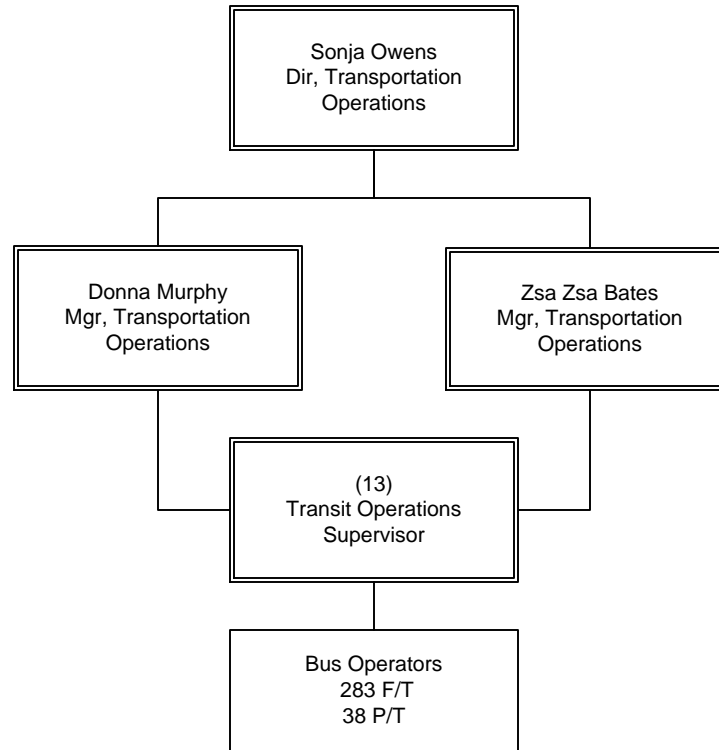 Sonja Owens
Dir, Transportation
Operations
Donna Murphy
Mgr, Transportation
Operations
Zsa Zsa Bates
Mgr, Transportation
Operations
(13)
Transit Operations
Supervisor
Bus Operators
283 F/T
38 P/T